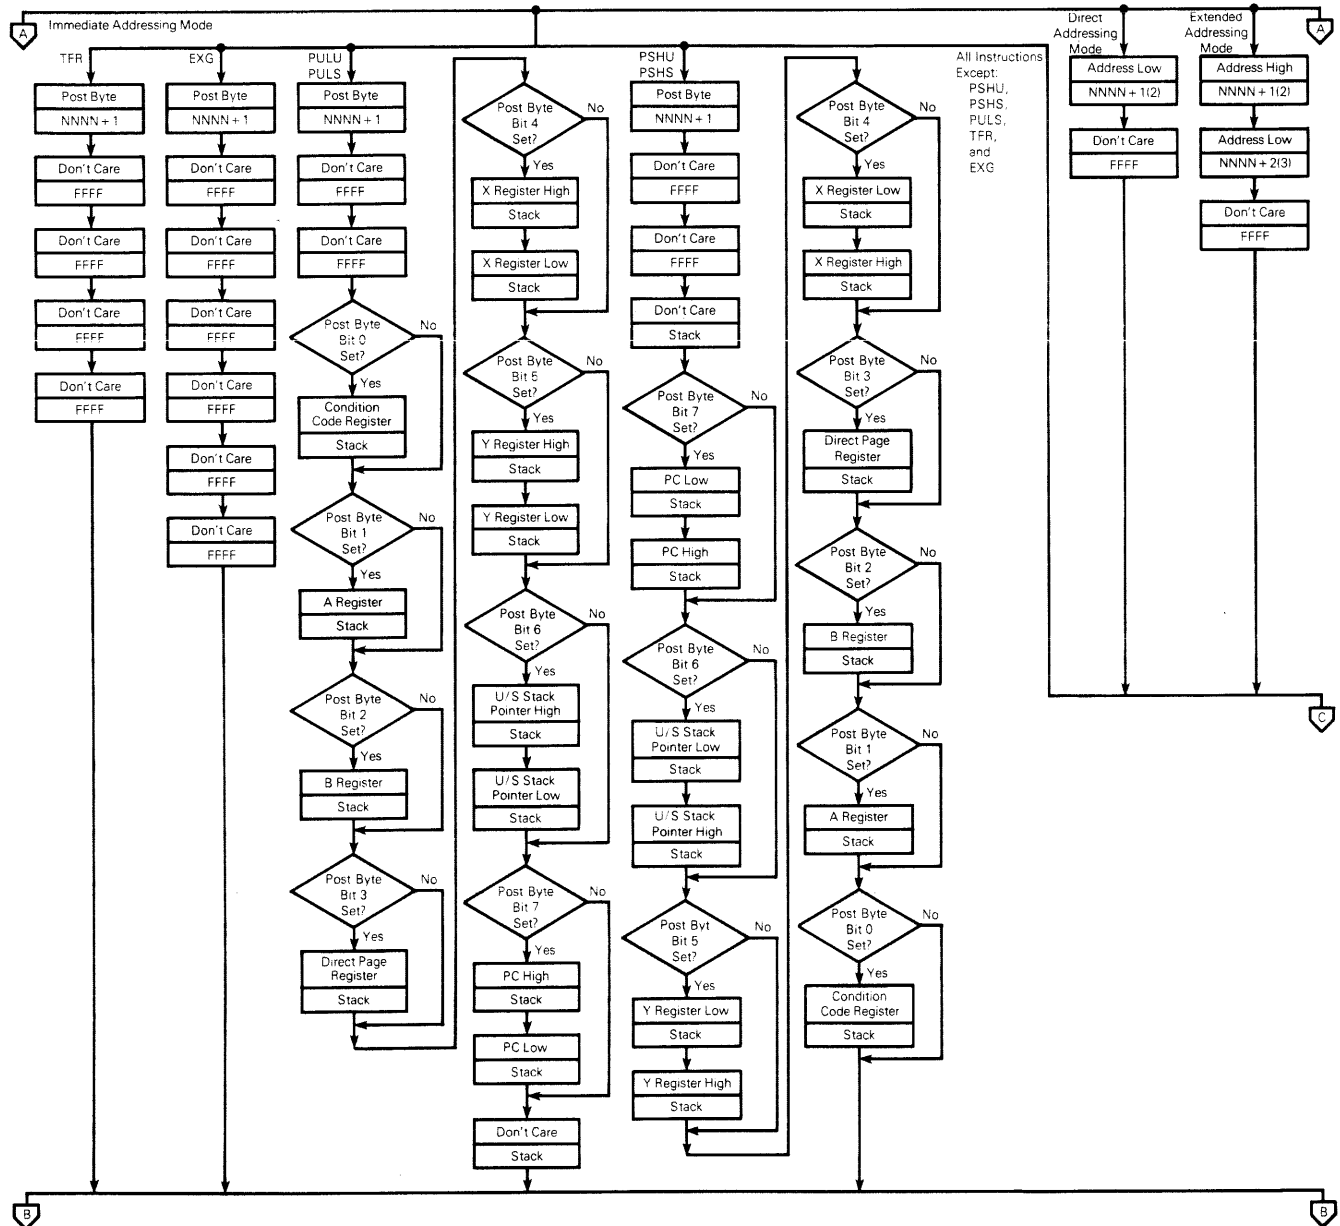 A
Immediate Addressing Mode
Direct
Addressing
Mode
Extended
Addressing
Mode
A
TFR
Post Byte
NNNN + 1
Don't Care
FFFF
Don't Care
FFFF
Don't Care
FFFF
Don't Care
FFFF
EXG
Post Byte
NNNN + 1
Don't Care
FFFF
Don't Care
FFFF
Don't Care
FFFF
Don't Care
FFFF
Don't Care
FFFF
Don't Care
FFFF
PULU
PULS
Post Byte
NNNN + 1
Don't Care
FFFF
Don't Care
FFFF
Post Byte
Bit 0
Set?
No
Yes
Condition
Code Register
Stack
Post Byte
Bit 1
Set?
No
Yes
A Register
Stack
Post Byte
Bit 2
Set?
No
Yes
B Register
Stack
Post Byte
Bit 3
Set?
No
Yes
Direct Page
Register
Stack
Post Byte
Bit 4
Set?
No
Yes
X Register High
Stack
X Register Low
Stack
Post Byte
Bit 5
Set?
No
Yes
Y Register High
Stack
Y Register Low
Stack
Post Byte
Bit 6
Set?
No
Yes
U/S Stack
Pointer High
Stack
U/S Stack
Pointer Low
Stack
Post Byte
Bit 7
Set?
No
Yes
PC High
Stack
PC Low
Stack
Don't Care
Stack
PSHU
PSHS
Post Byte
NNNN + 1
Don't Care
FFFF
Don't Care
FFFF
Don't Care
Stack
Post Byte
Bit 7
Set?
No
Yes
PC Low
Stack
PC High
Stack
Post Byte
Bit 6
Set?
No
Yes
U/S Stack
Pointer Low
Stack
U/S Stack
Pointer High
Stack
Post Byt
Bit 5
Set?
No
Yes
Y Register Low
Stack
Y Register High
Stack
Post Byte
Bit 4
Set?
No
Yes
X Register Low
Stack
X Register High
Stack
Post Byte
Bit 3
Set?
No
Yes
Direct Page
Register
Stack
Post Byte
Bit 2
Set?
No
Yes
B Register
Stack
Post Byte
Bit 1
Set?
No
Yes
A Register
Stack
Post Byte
Bit 0
Set?
No
Yes
Condition
Code Register
Stack
All Instructions
Except:
PSHU,
PSHS,
PULS,
TFR,
and
EXG
Address Low
NNNN + 1(2)
Don't Care
FFFF
Address High
NNNN + 1(2)
Address Low
NNNN + 2(3)
Don't Care
FFFF
C
B
B